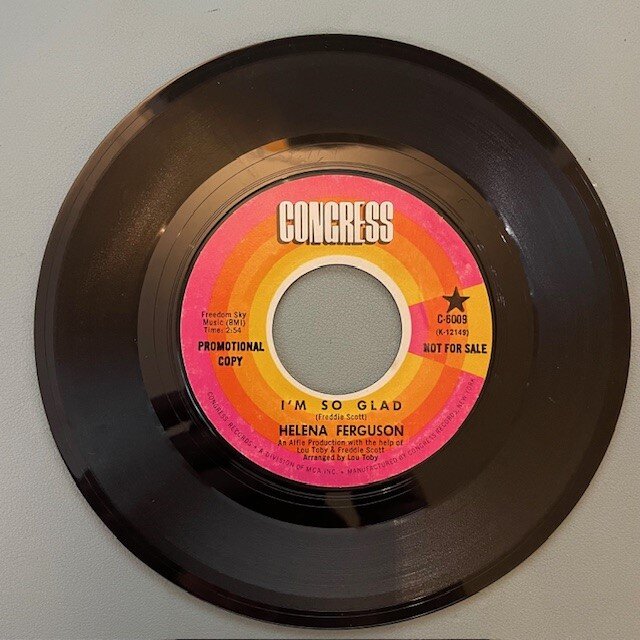 CONGRESS
Freedom Sky
Music (BMI)
Time: 2:54
PROMOTIONAL
COPY
C-6009
(K-12149)
NOT FOR SALE
I'M SO GLAD
(Freddie Scott)
HELENA FERGUSON
An Alfie Production with the help of
Lou Toby & Freddie Scott
Arranged by Lou Toby
CONGRESS RECORDS • A DIVISION OF MCA INC. • MANUFACTURED BY CONGRESS RECORDS, NEW YORK,